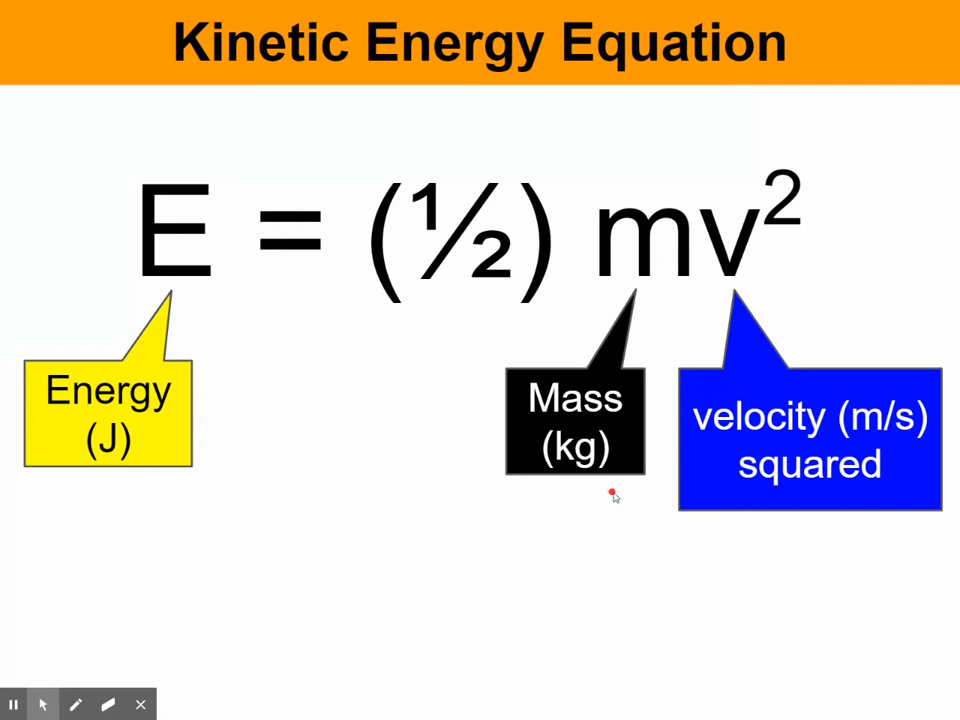 Kinetic Energy Equation
E = (½) mv²
Energy
(J)
Mass
(kg)
velocity (m/s)
squared